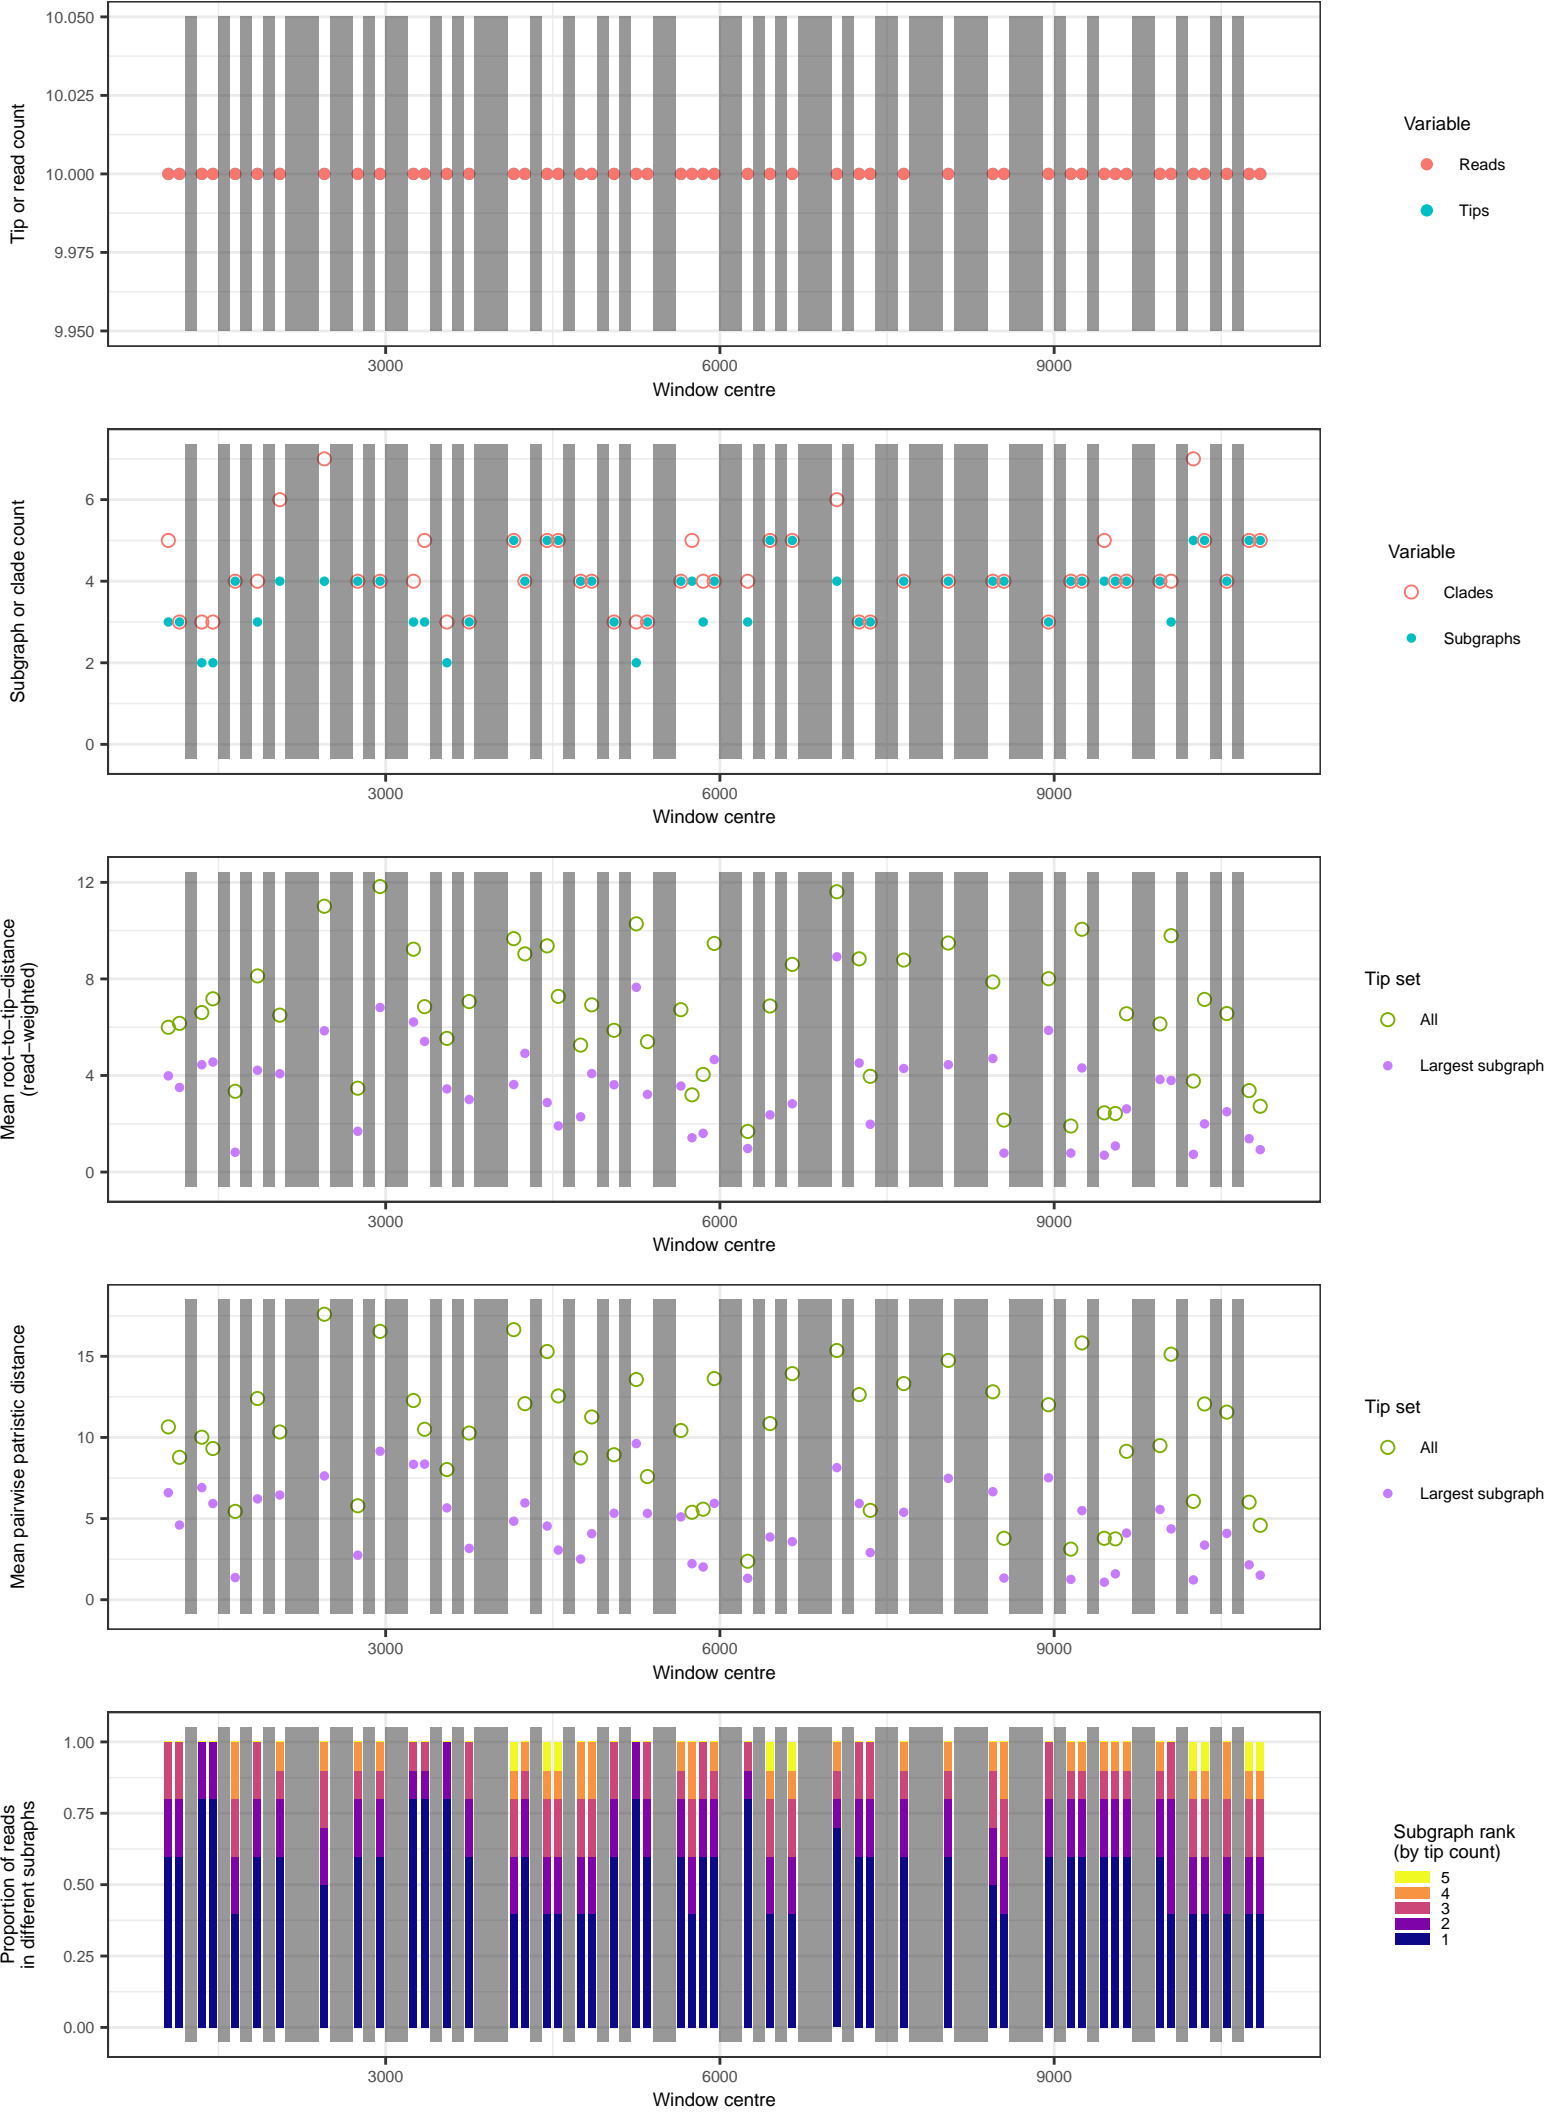 10.050
10.025
10.000
9.975
9.950
Tip or read count
3000
6000
9000
Window centre
Variable
Reads
Tips
6
4
2
0
Subgraph or clade count
3000
6000
9000
Window centre
Variable
Clades
Subgraphs
12
8
4
0
Mean root−to−tip−distance
(read−weighted)
3000
6000
9000
Window centre
Tip set
All
Largest subgraph
15
10
5
0
Mean pairwise patristic distance
3000
6000
9000
Window centre
Tip set
All
Largest subgraph
1.00
0.75
0.50
0.25
0.00
Proportion of reads
in different subraphs
3000
6000
9000
Window centre
Subgraph rank
(by tip count)
5
4
3
2
1